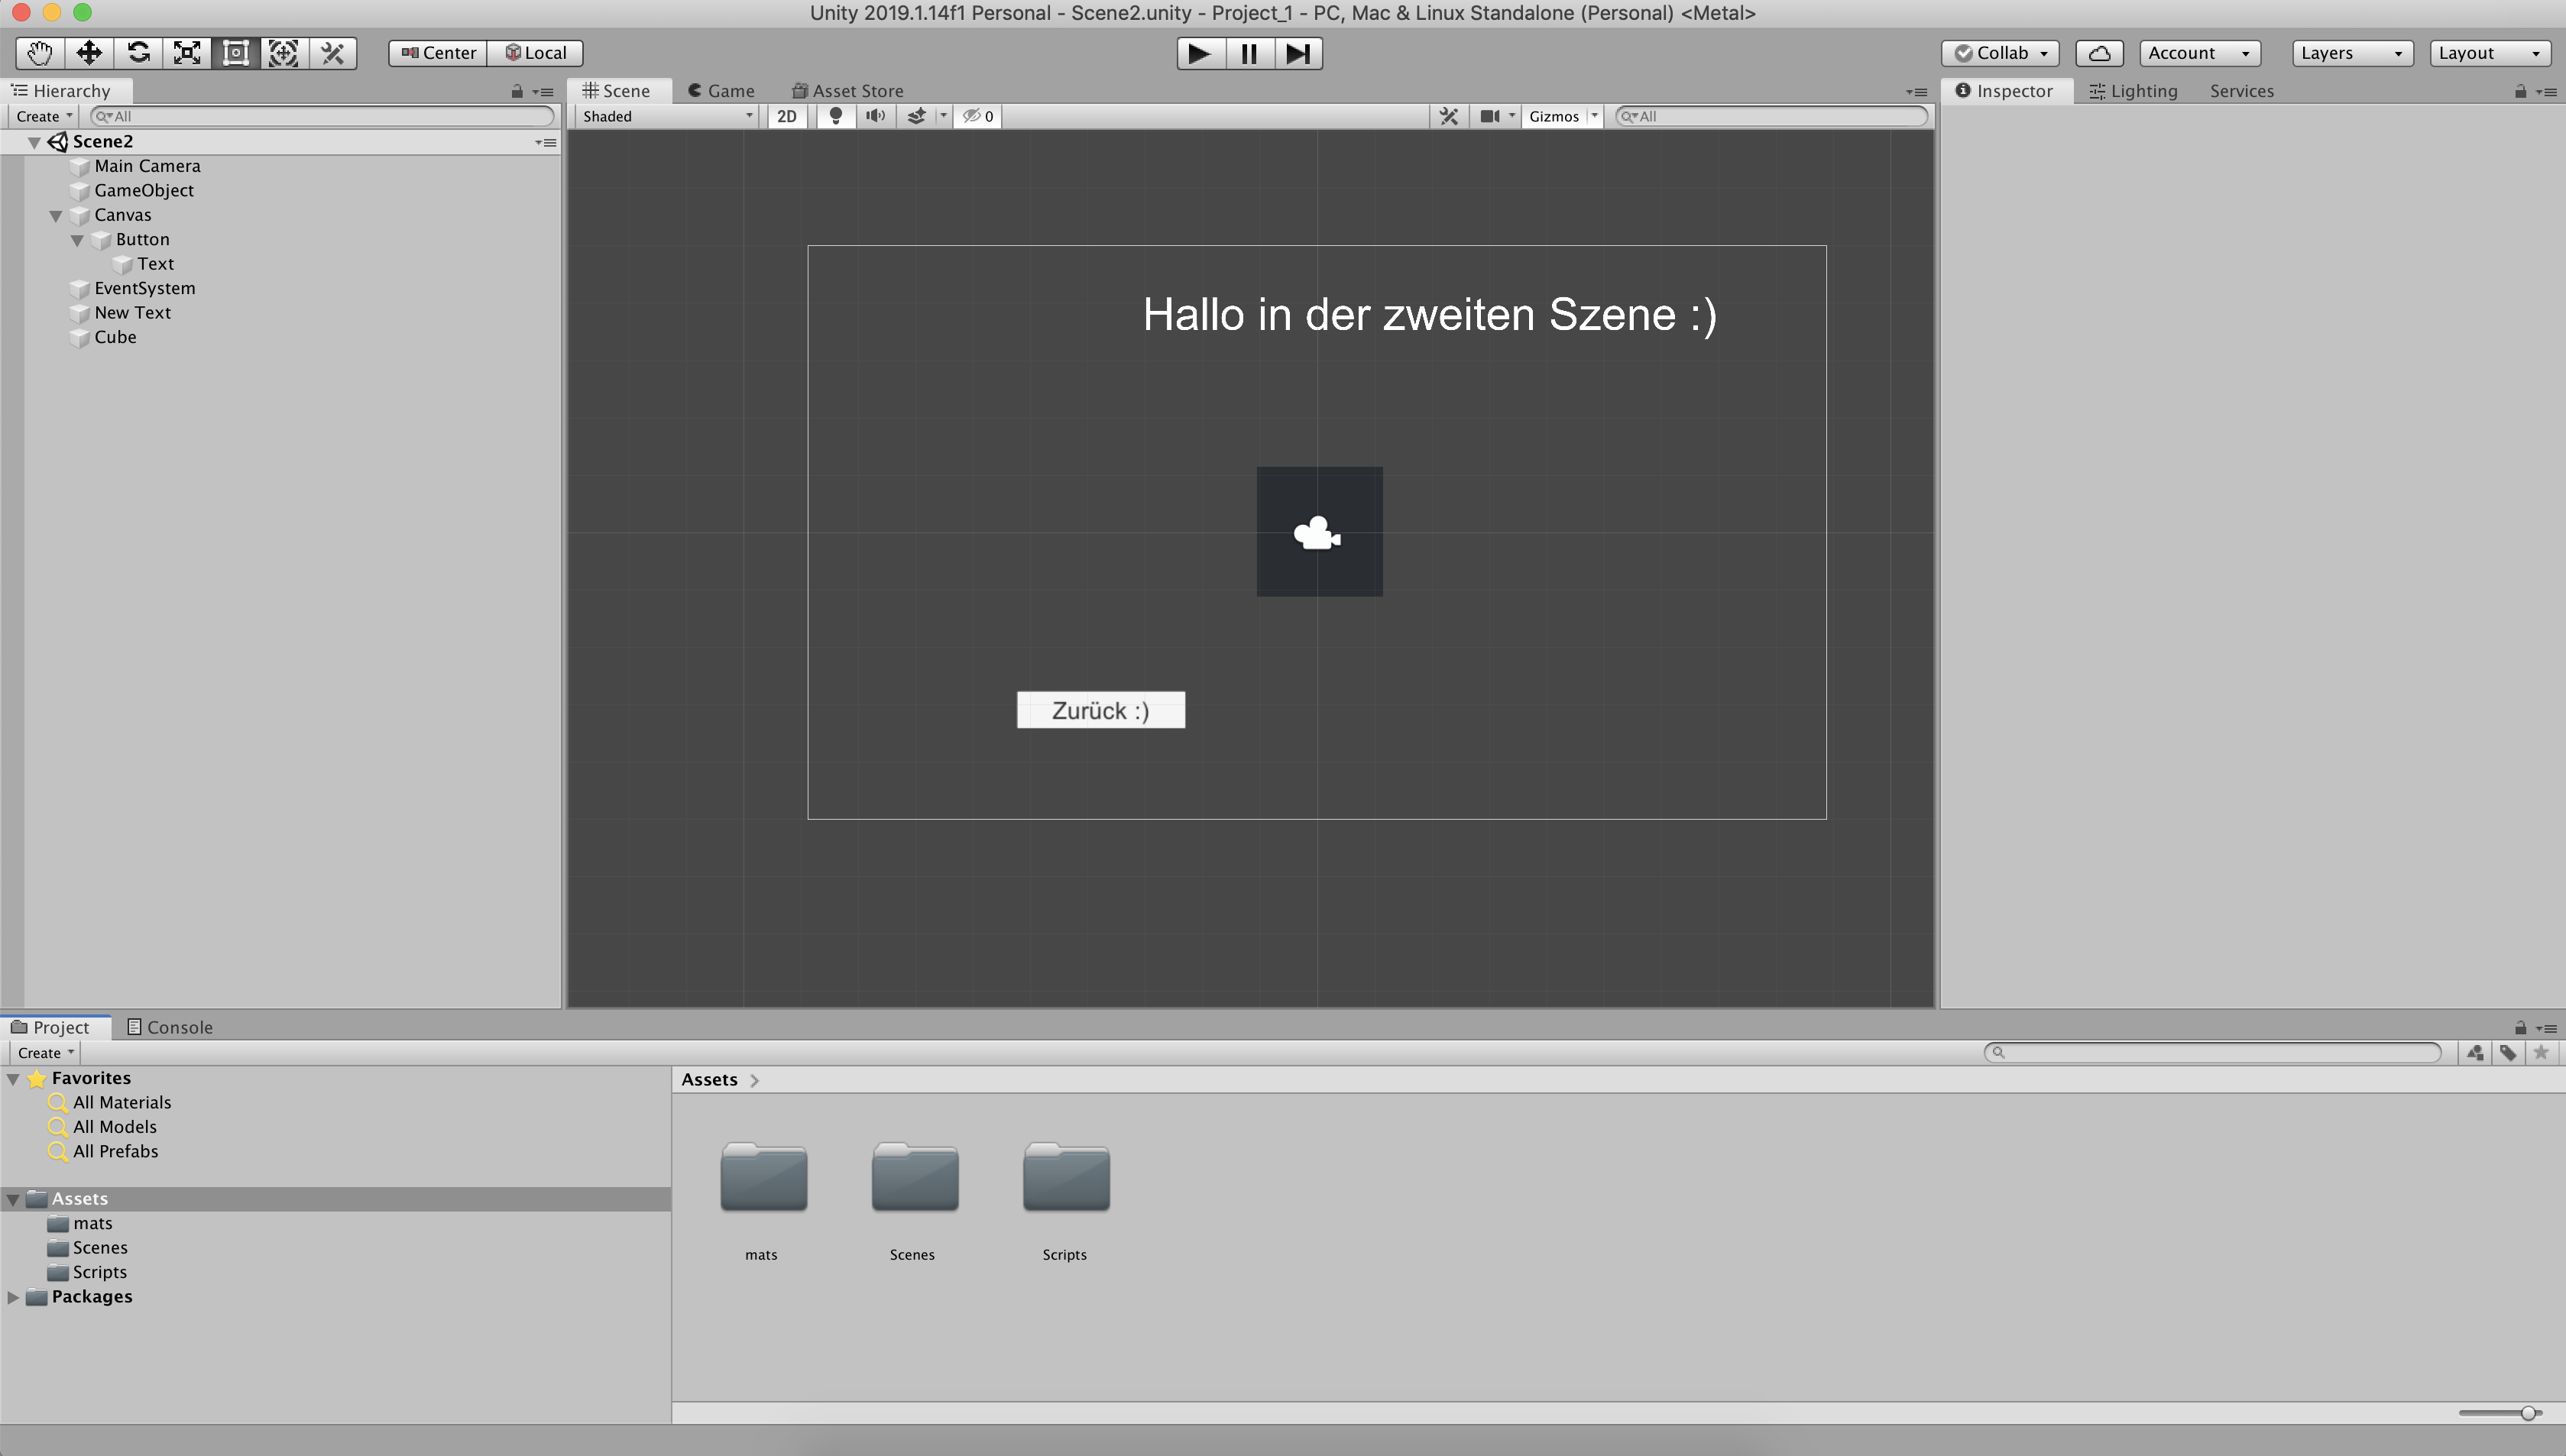 Unity 2019.1.14f1 Personal - Scene2.unity - Project_1 - PC, Mac & Linux Standalone (Personal) <Metal>
Center Local Collab Account Layers Layout
Hierarchy
Create All
Scene2
Main Camera
GameObject
Canvas
Button
Text
EventSystem
New Text
Cube
Scene Game Asset Store
Shaded 2D 0 Gizmos All
Hallo in der zweiten Szene :)
Zurück :)
Inspector Lighting Services
Project Console
Create
Favorites
All Materials
All Models
All Prefabs
Assets
mats
Scenes
Scripts
Packages
Assets
mats Scenes Scripts